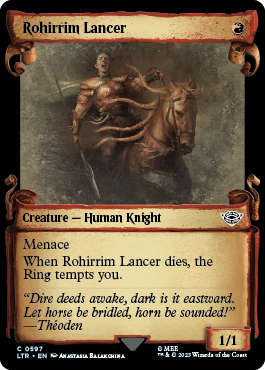 Rohirrim Lancer
Creature — Human Knight
Menace
When Rohirrim Lancer dies, the
Ring tempts you.
"Dire deeds awake, dark is it eastward.
Let horse be bridled, horn be sounded!"
—Théoden
1/1
C 0597
LTR • EN Anastasia Balakchina
© MEE
™ & © 2023 Wizards of the Coast